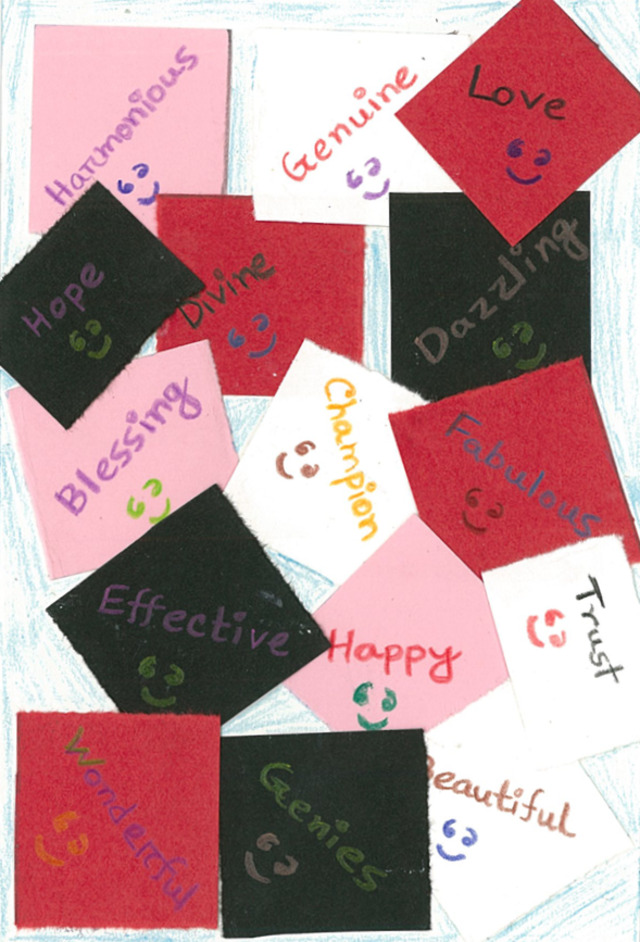 Harmonious
Genuine
Love
Hope
Divine
Dazzling
Blessing
Champion
Fabulous
Effective
Happy
Trust
Wonderful
Genies
Beautiful